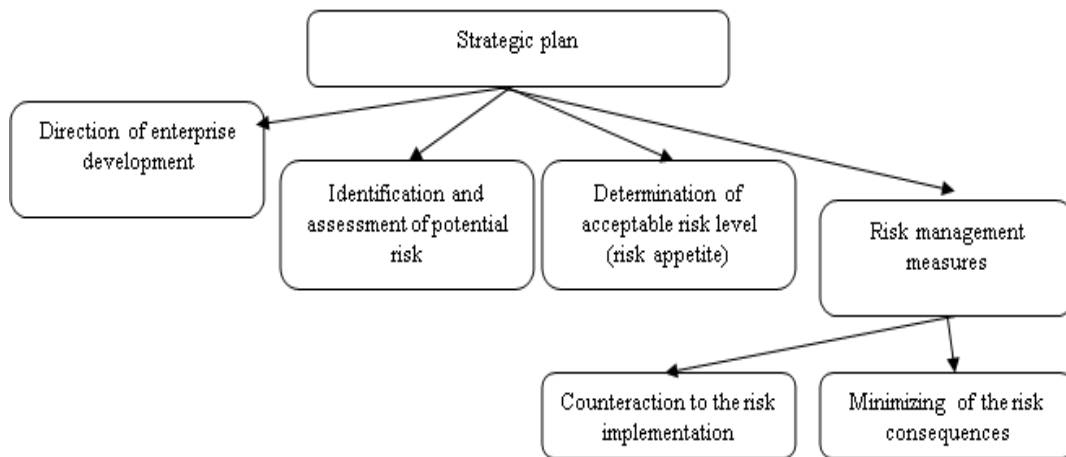 Strategic plan
Direction of enterprise
development
Identification and
assessment of potential
risk
Determination of
acceptable risk level
(risk appetite)
Risk management
measures
Counteraction to the risk
implementation
Minimizing of the risk
consequences